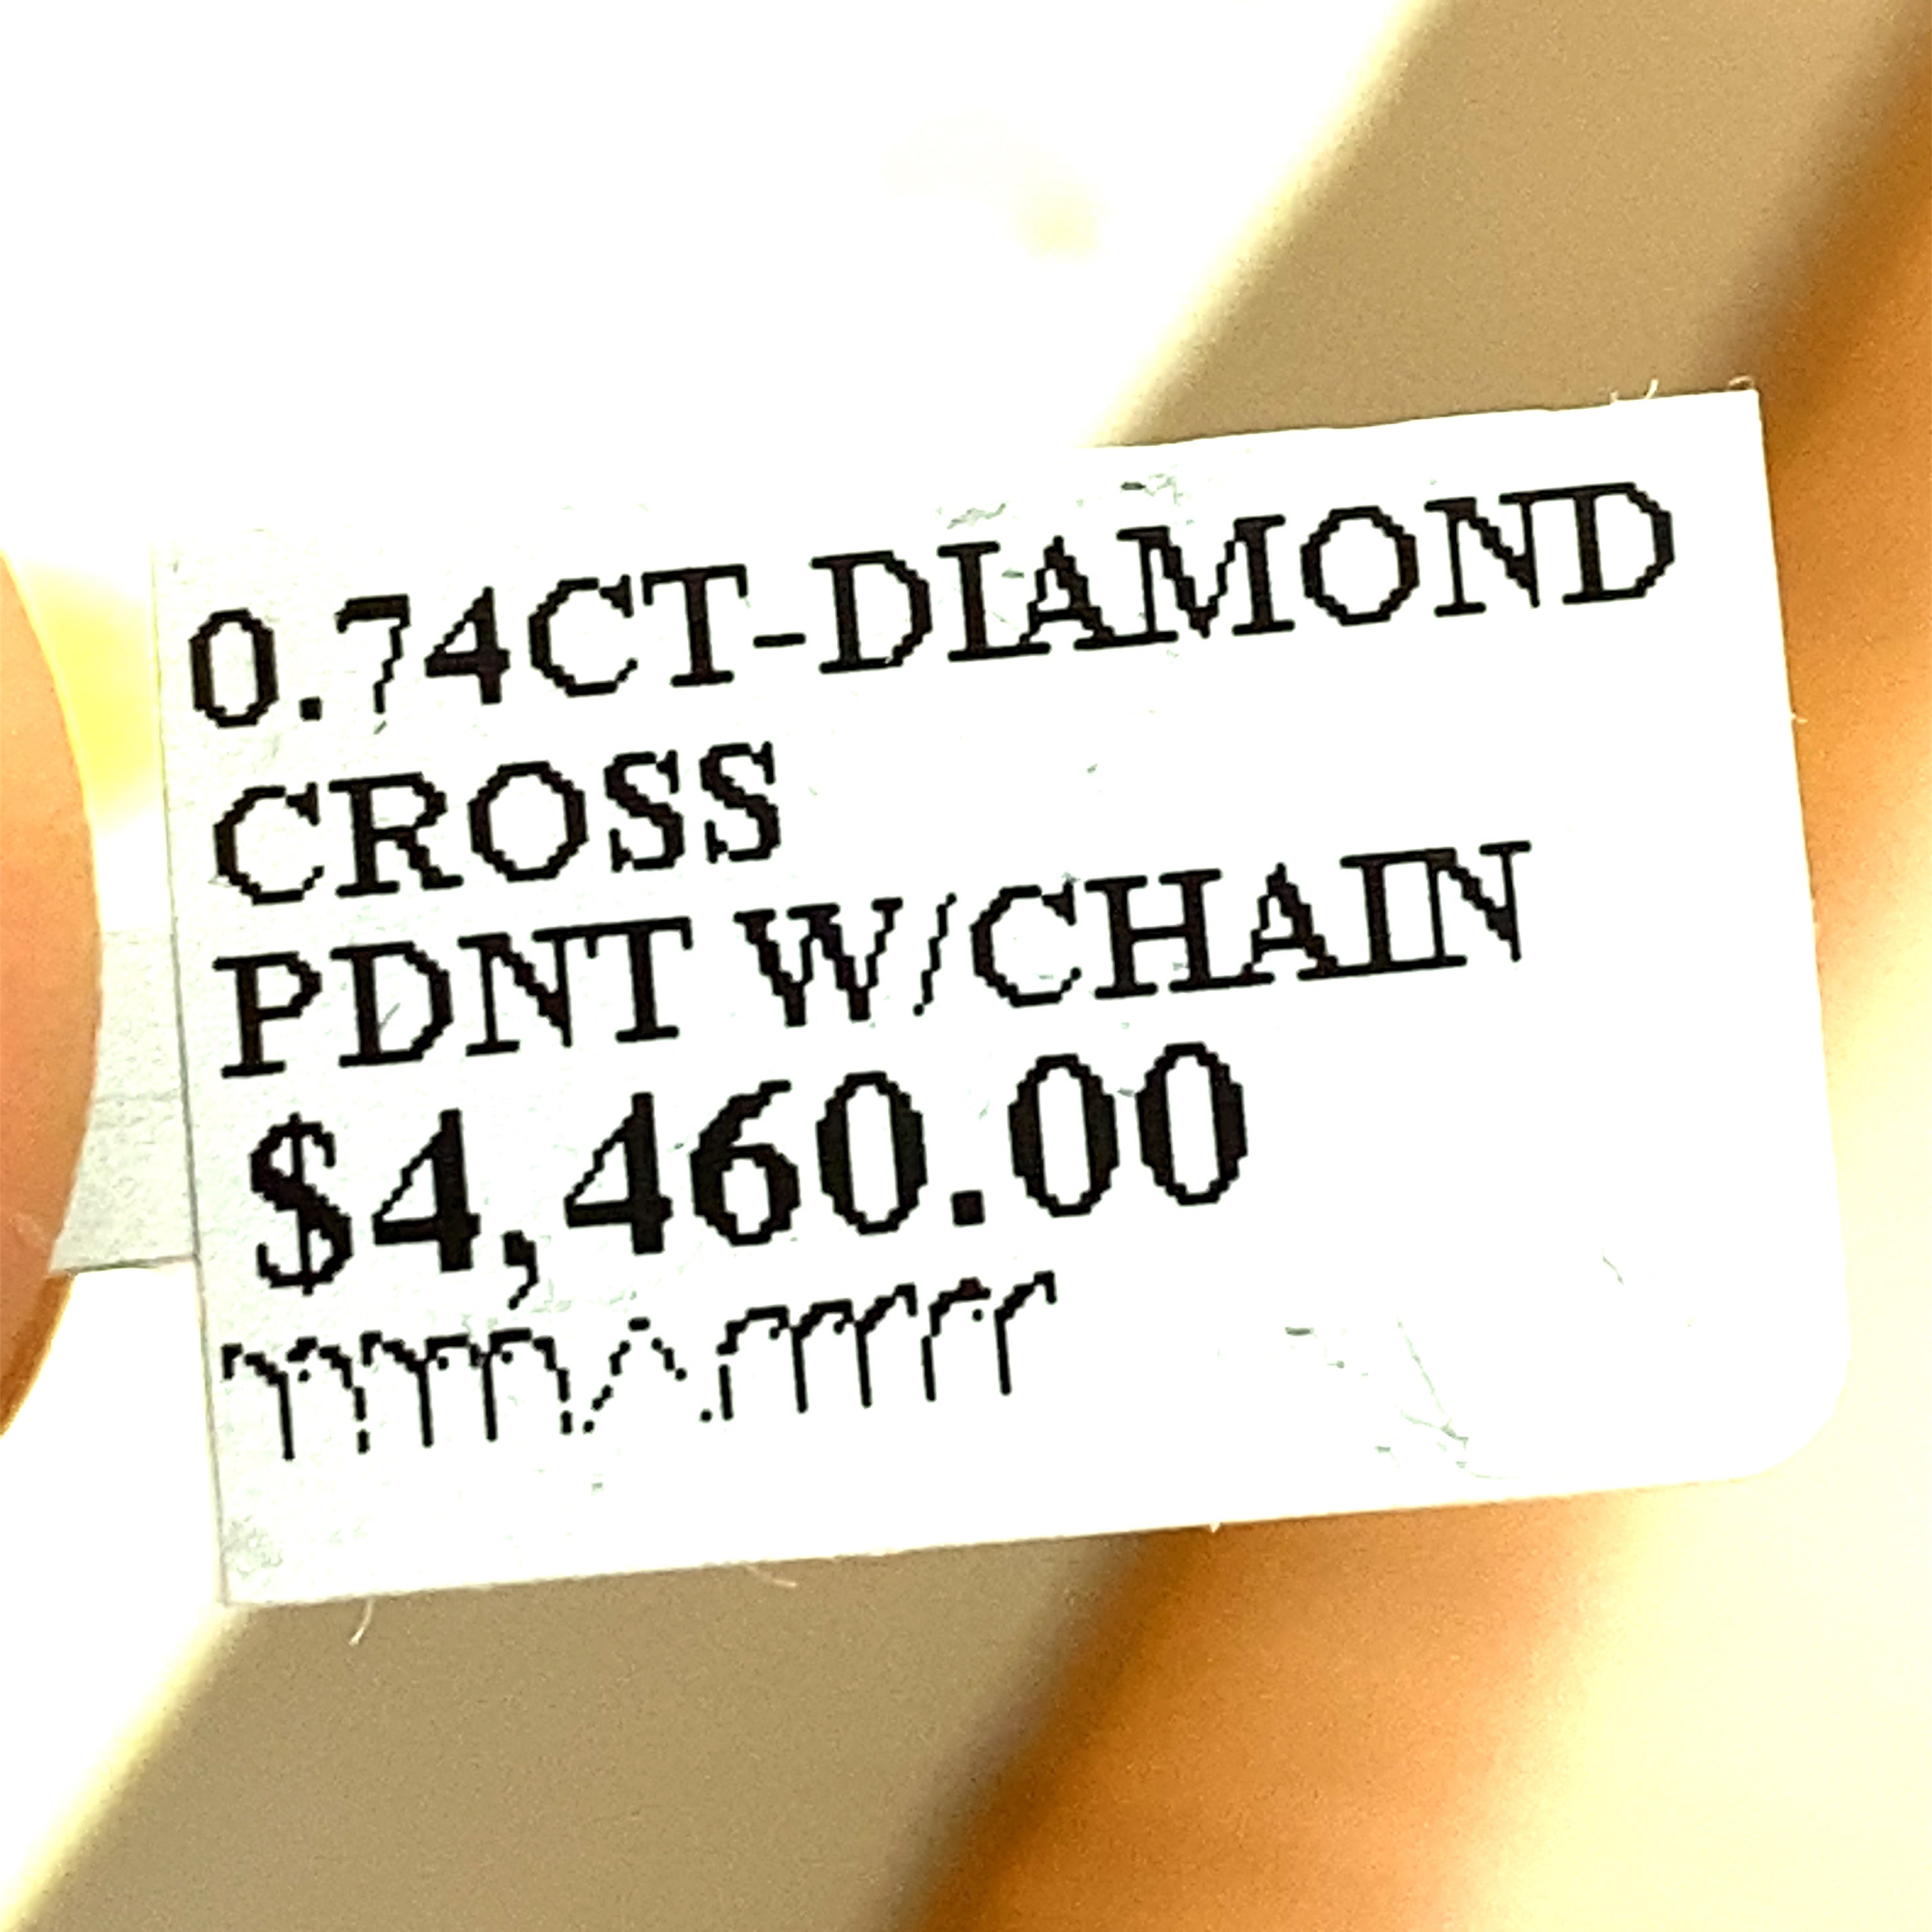 0.74CT-DIAMOND
CROSS
PDNT W/CHAIN
$4,460.00